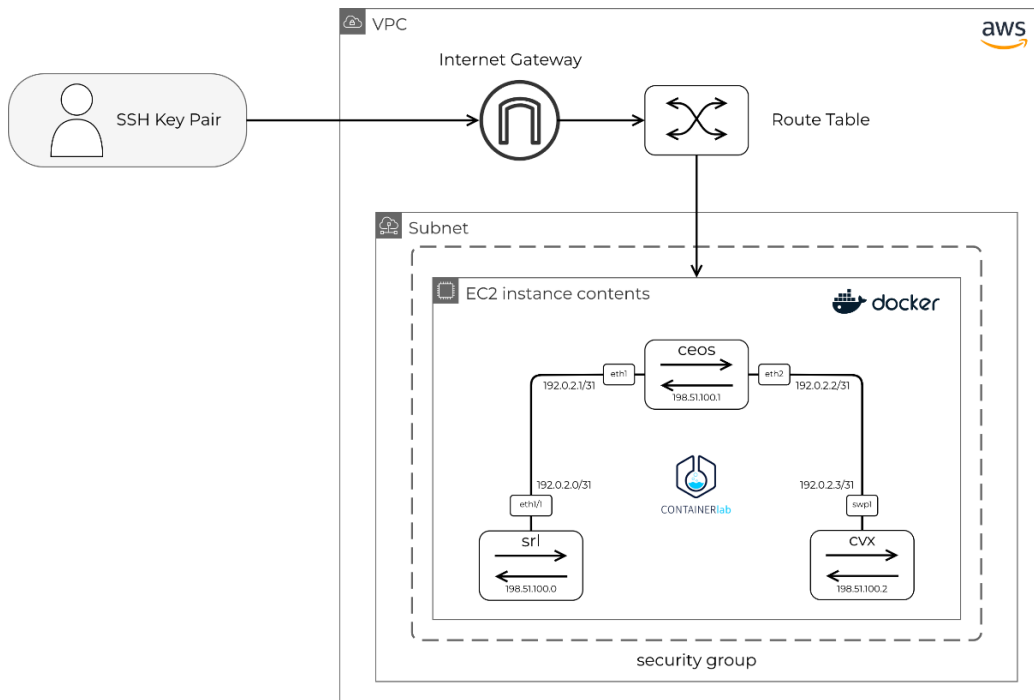 VPC
aws
Internet Gateway
SSH Key Pair
Route Table
Subnet
EC2 instance contents
docker
ceos
eth1
eth2
192.0.2.1/31
192.0.2.2/31
198.51.100.1
192.0.2.0/31
192.0.2.3/31
CONTAINERlab
eth1/1
swp1
srl
cvx
198.51.100.0
198.51.100.2
security group